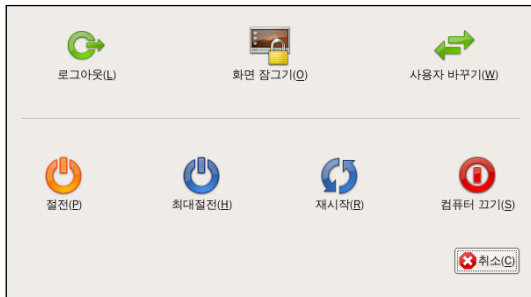 로그아웃(L) 화면 잠그기(O) 사용자 바꾸기(W)
절전(P) 최대절전(H) 재시작(R) 컴퓨터 끄기(S)
취소(C)